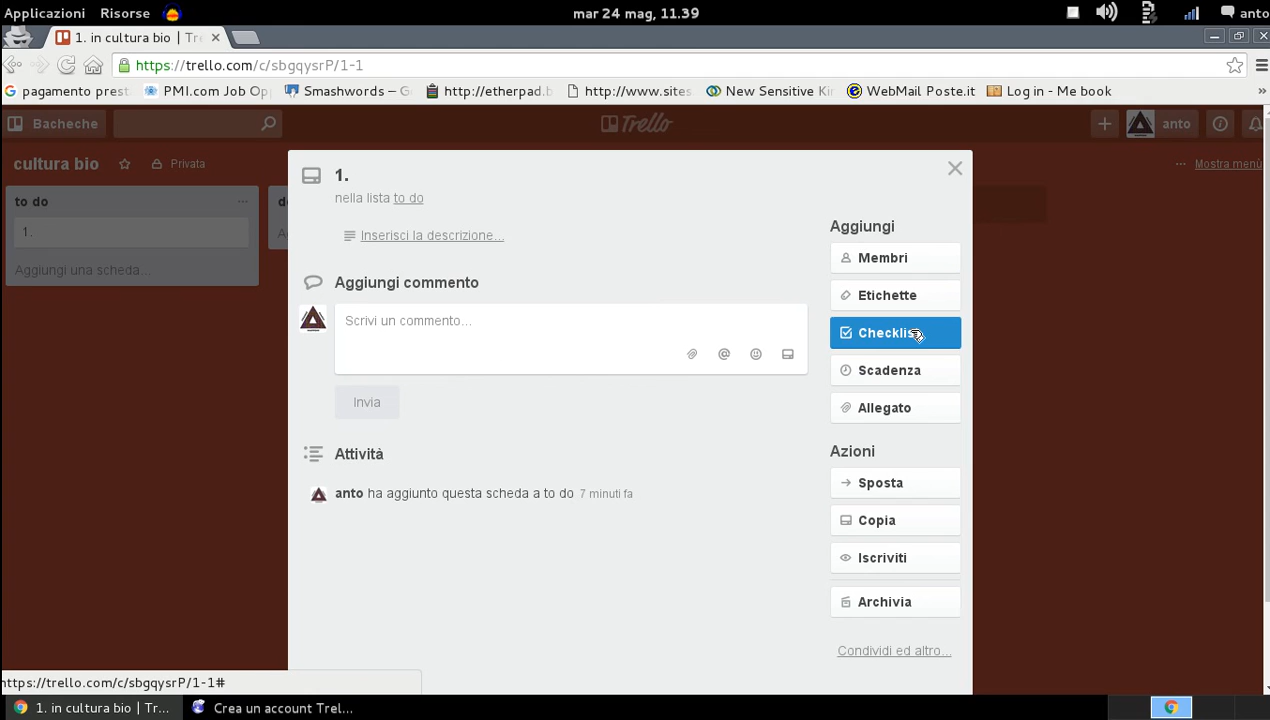 Applicazioni Risorse mar 24 mag, 11.39 anto
1. in cultura bio | Tr
https://trello.com/c/sbgqysrP/1-1
pagamento prest PMI.com Job Op Smashwords – G http://etherpad.b http://www.sites New Sensitive Kir WebMail Poste.it Log in - Me book »
Bacheche Trello anto
cultura bio Privata ... Mostra menù
to do ...
1.
Aggiungi una scheda...
1.
nella lista to do
Inserisci la descrizione...
Aggiungi commento
Scrivi un commento...
@
Invia
Attività
anto ha aggiunto questa scheda a to do 7 minuti fa
Aggiungi
Membri
Etichette
Scadenza
Allegato
Azioni
Sposta
Copia
Iscriviti
Archivia
Condividi ed altro...
https://trello.com/c/sbgqysrP/1-1#
1. in cultura bio | Tr... Crea un account Trel...